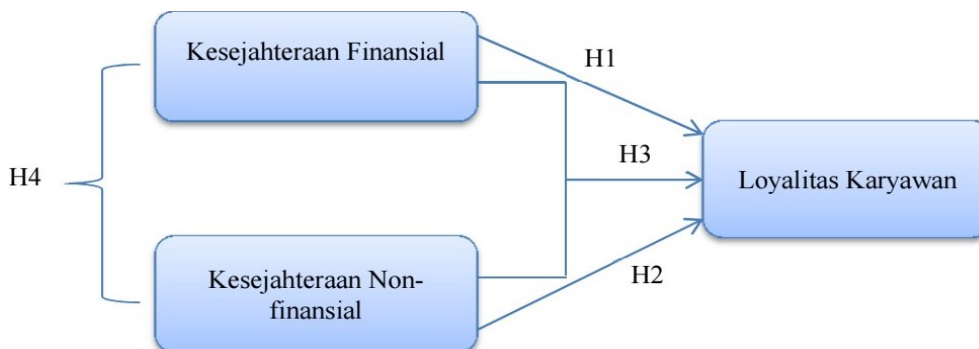 Kesejahteraan Finansial
H1
H3
H4
Loyalitas Karyawan
Kesejahteraan Non-
finansial
H2